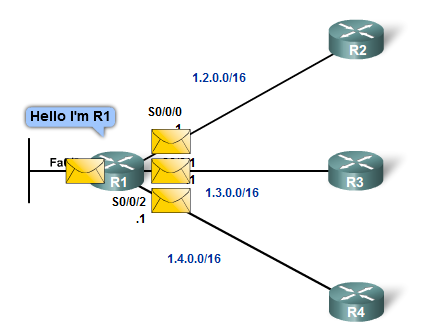 R2
1.2.0.0/16
Hello I'm R1
S0/0/0
.1
R1
R3
1.3.0.0/16
S0/0/2
.1
1.4.0.0/16
R4